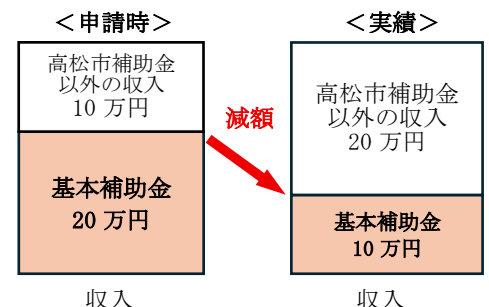 ＜申請時＞
高松市補助金
以外の収入
10 万円
基本補助金
20 万円
収入
減額
＜実績＞
高松市補助金
以外の収入
20 万円
基本補助金
10 万円
収入